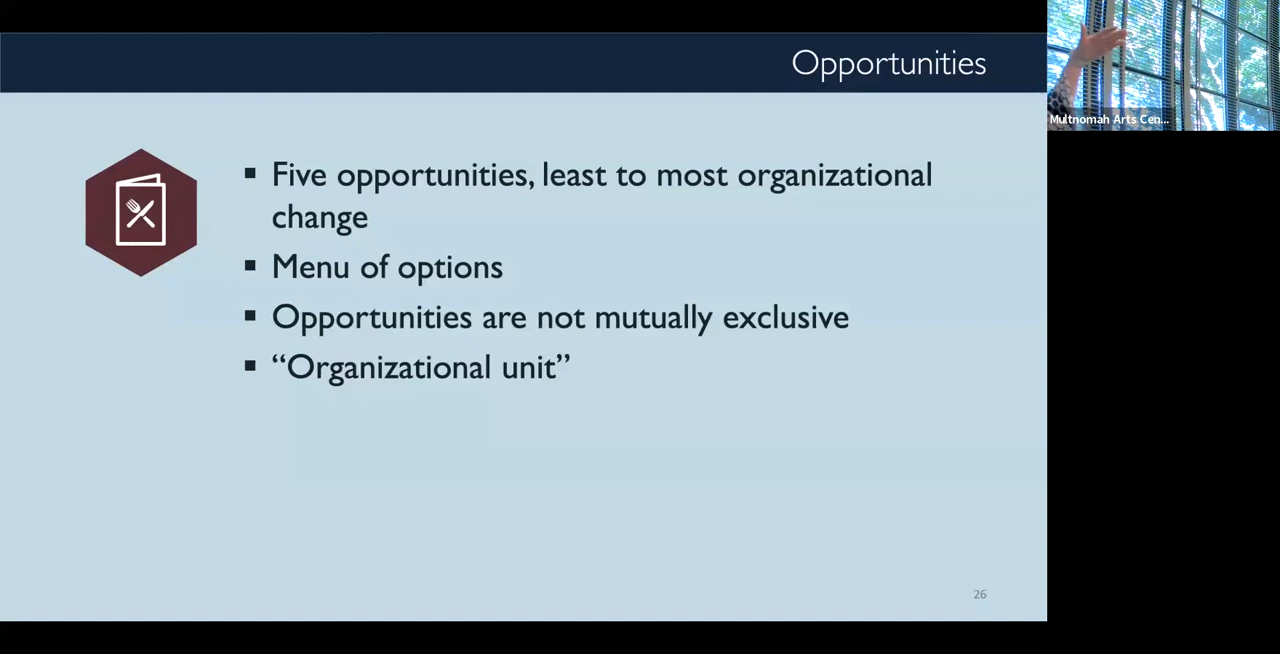 Opportunities
Multnomah Arts Cen...
▪ Five opportunities, least to most organizational
change
▪ Menu of options
▪ Opportunities are not mutually exclusive
▪ “Organizational unit”
26